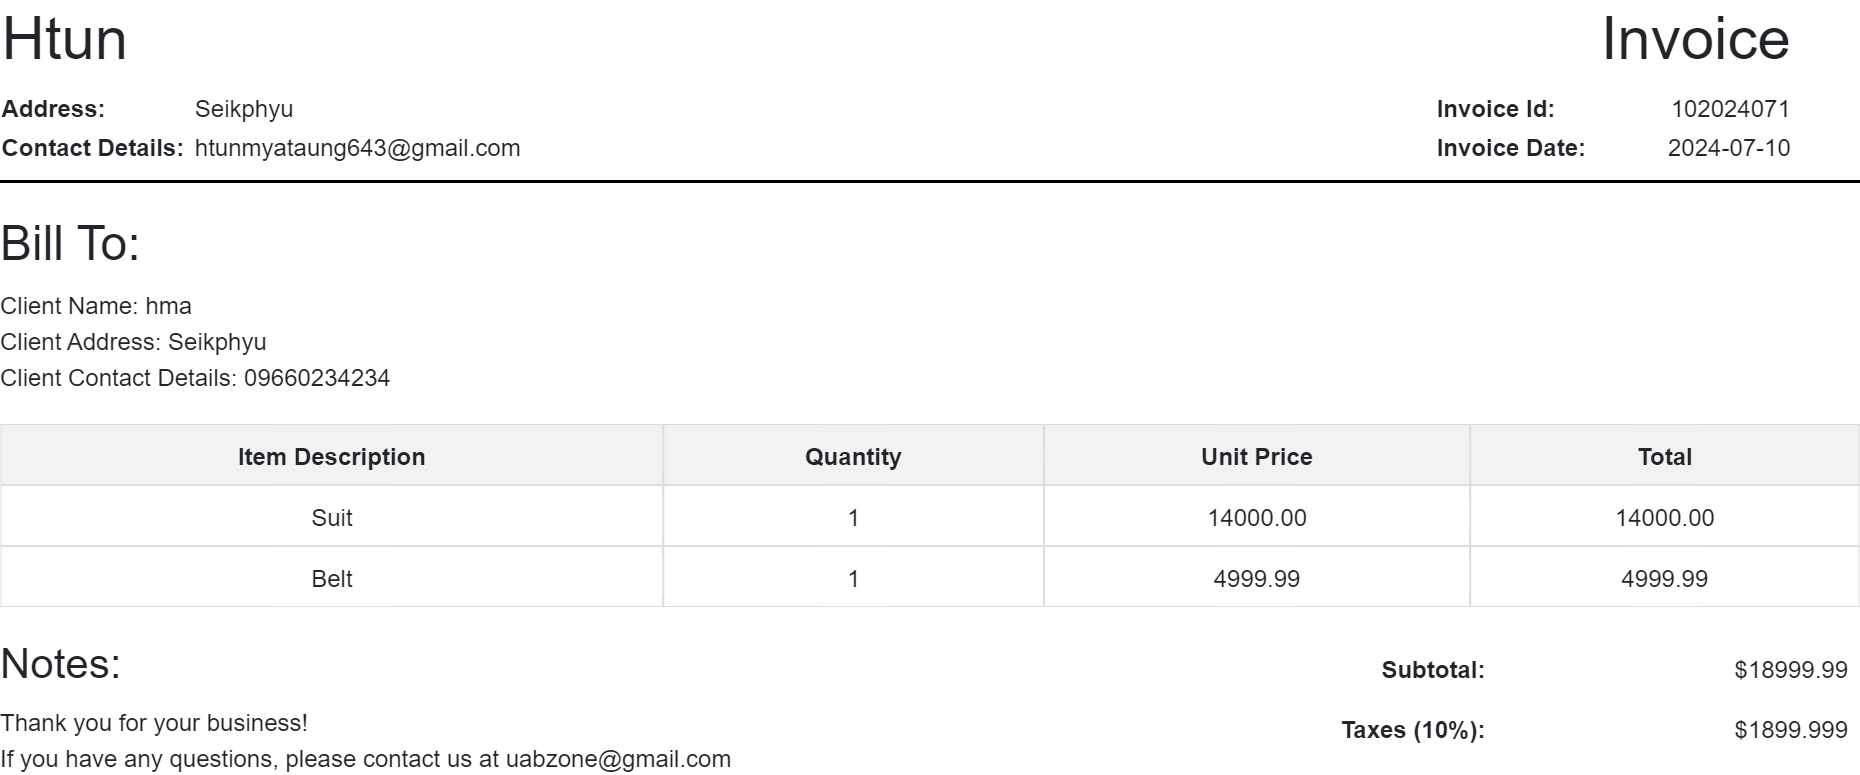 Htun Invoice
Address: Seikphyu Invoice Id: 102024071
Contact Details: htunmyataung643@gmail.com Invoice Date: 2024-07-10
Bill To:
Client Name: hma
Client Address: Seikphyu
Client Contact Details: 09660234234
Item Description Quantity Unit Price Total
Suit 1 14000.00 14000.00
Belt 1 4999.99 4999.99
Notes: Subtotal: $18999.99
Thank you for your business! Taxes (10%): $1899.999
If you have any questions, please contact us at uabzone@gmail.com